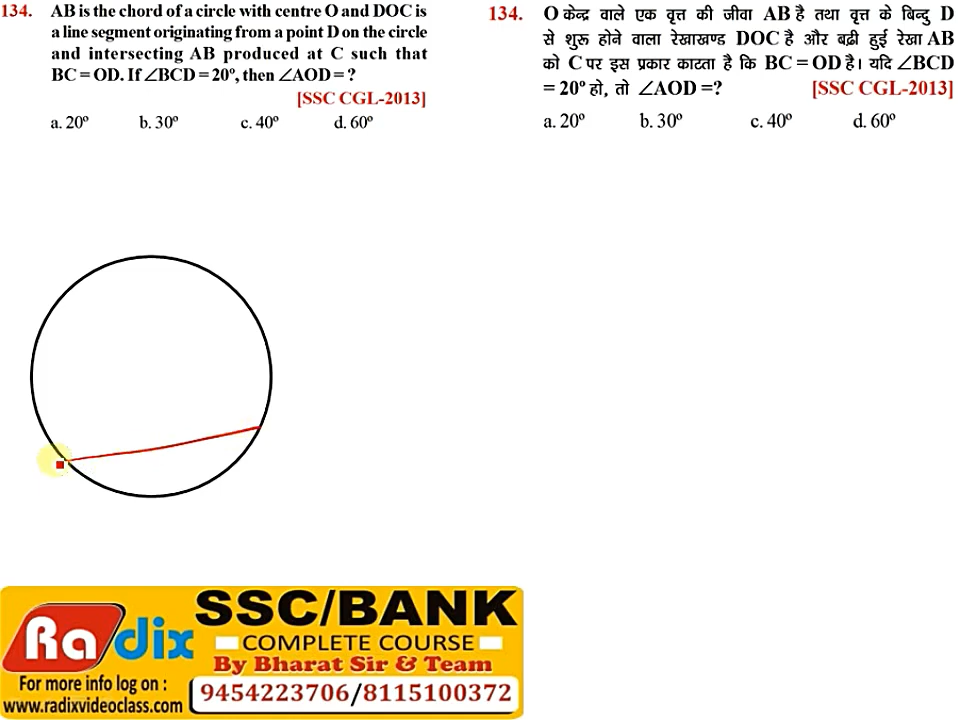 134. AB is the chord of a circle with centre O and DOC is
a line segment originating from a point D on the circle
and intersecting AB produced at C such that
BC = OD. If ∠BCD = 20º, then ∠AOD = ?
[SSC CGL-2013]
a. 20º b. 30º c. 40º d. 60º
134. O केन्द्र वाले एक वृत्त की जीवा AB है तथा वृत्त के बिन्दु D
से शुरू होने वाला रेखाखण्ड DOC है और बढ़ी हुई रेखा AB
को C पर इस प्रकार काटता है कि BC = OD है। यदि ∠BCD
= 20º हो, तो ∠AOD =? [SSC CGL-2013]
a. 20º b. 30º c. 40º d. 60º
Radix
SSC/BANK
COMPLETE COURSE
By Bharat Sir & Team
For more info log on :
www.radixvideoclass.com
9454223706/8115100372